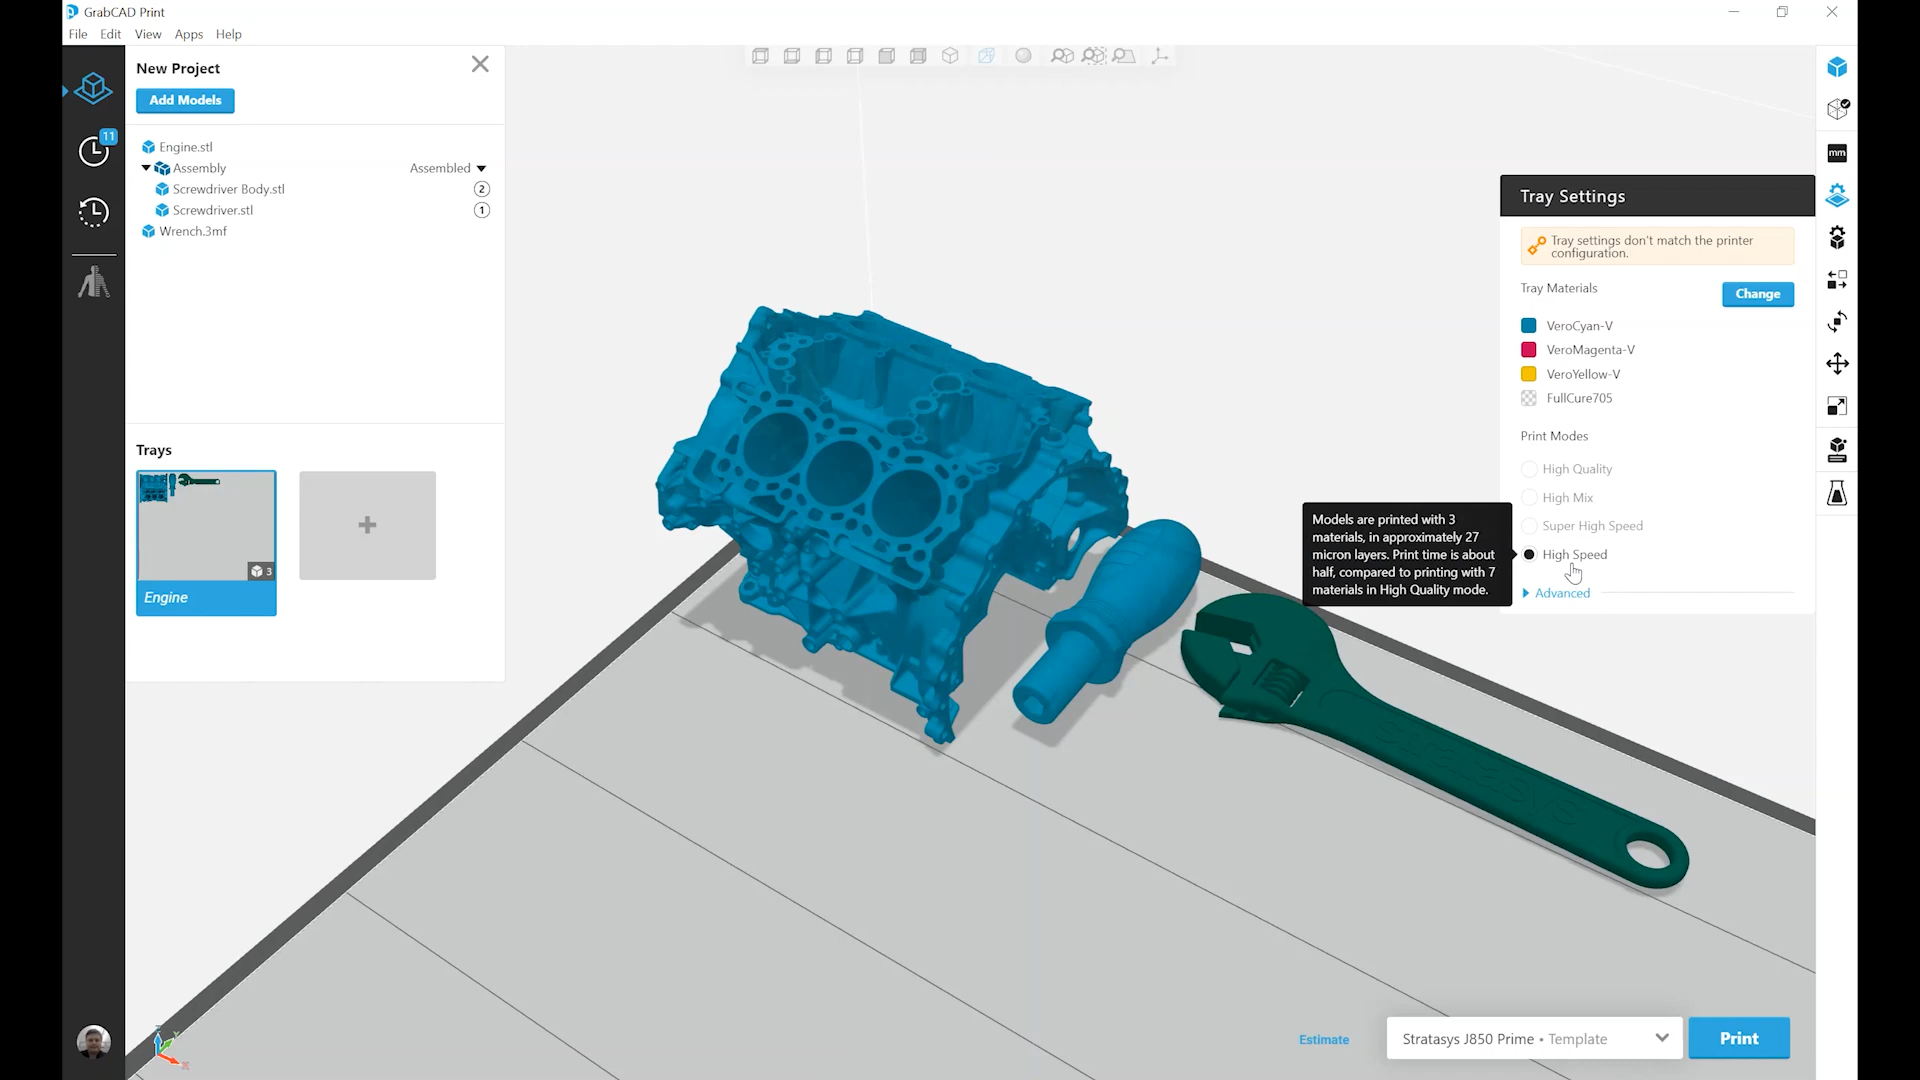 GrabCAD Print
File Edit View Apps Help
New Project
Add Models
Engine.stl
Assembly Assembled
Screwdriver Body.stl 2
Screwdriver.stl 1
Wrench.3mf
11
Trays
3
Engine
Tray Settings
Tray settings don't match the printer
configuration.
Tray Materials Change
VeroCyan-V
VeroMagenta-V
VeroYellow-V
FullCure705
Print Modes
High Quality
High Mix
Super High Speed
High Speed
Advanced
Models are printed with 3
materials, in approximately 27
micron layers. Print time is about
half, compared to printing with 7
materials in High Quality mode.
mm
stratasys
Estimate
Stratasys J850 Prime • Template
Print
Z
Y
X